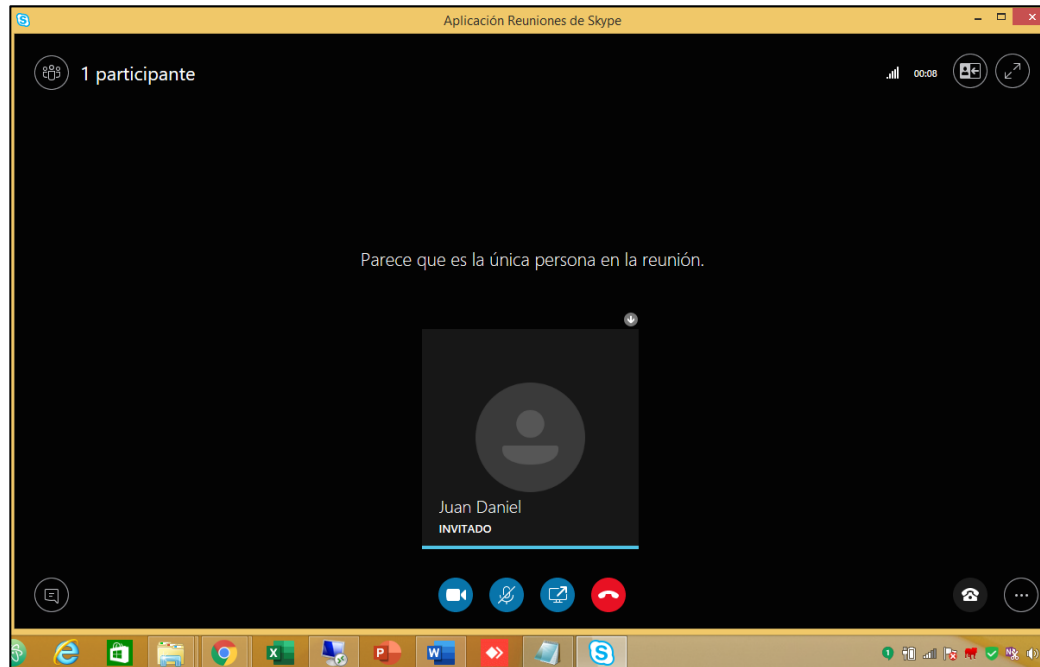 Aplicación Reuniones de Skype
1 participante
00:08
Parece que es la única persona en la reunión.
Juan Daniel
INVITADO